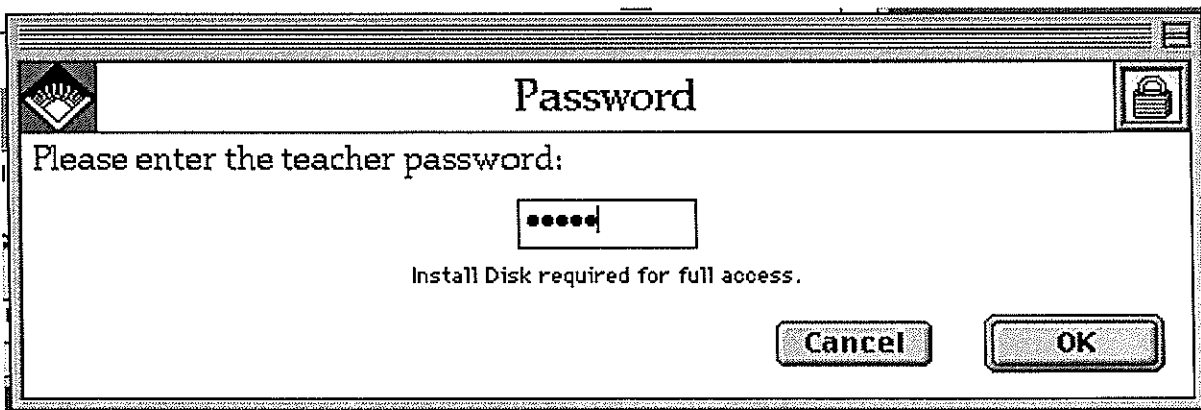 Password
Please enter the teacher password:
•••••
Install Disk required for full access.
Cancel
OK